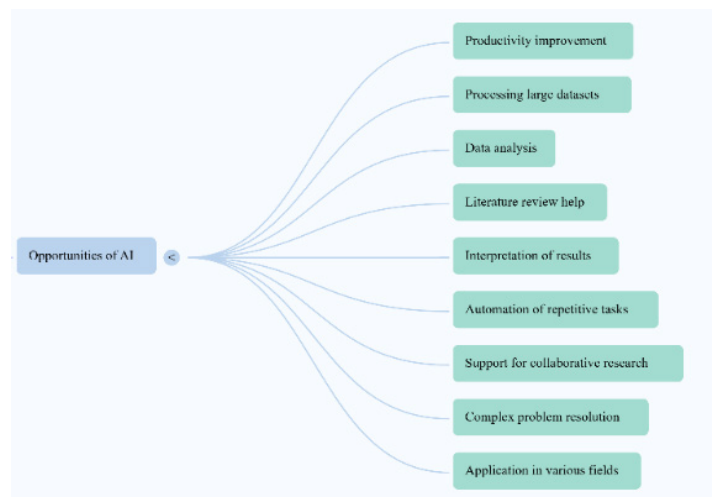 Productivity improvement
Processing large datasets
Data analysis
Literature review help
Opportunities of AI
<
Interpretation of results
Automation of repetitive tasks
Support for collaborative research
Complex problem resolution
Application in various fields